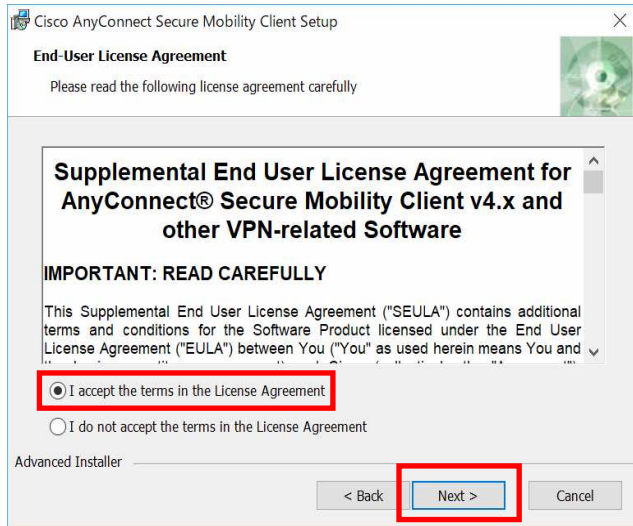 Cisco AnyConnect Secure Mobility Client Setup
End-User License Agreement
Please read the following license agreement carefully
Supplemental End User License Agreement for
AnyConnect® Secure Mobility Client v4.x and
other VPN-related Software
IMPORTANT: READ CAREFULLY
This Supplemental End User License Agreement ("SEULA") contains additional
terms and conditions for the Software Product licensed under the End User
License Agreement ("EULA") between You ("You" as used herein means You and
I accept the terms in the License Agreement
I do not accept the terms in the License Agreement
Advanced Installer
< Back Next > Cancel